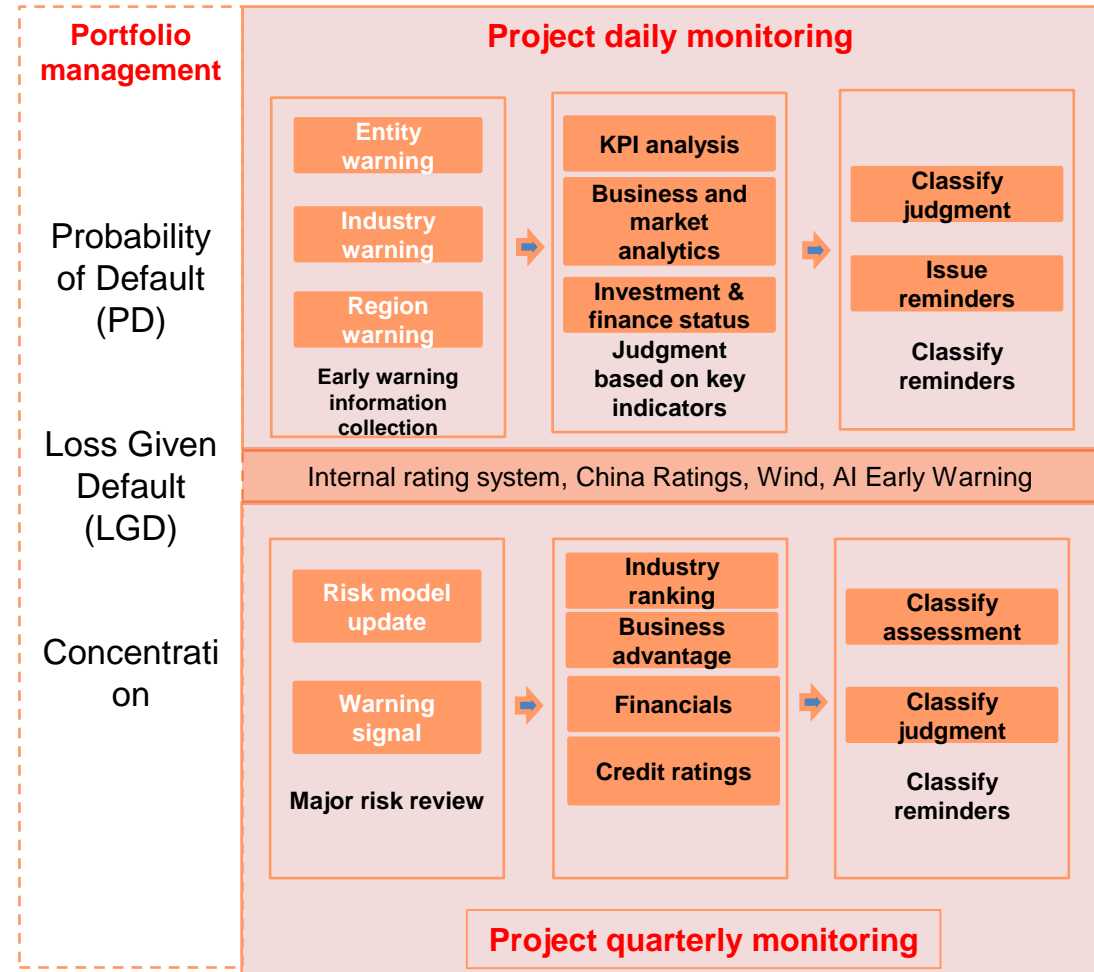 Portfolio
management
Probability
of Default
(PD)
Loss Given
Default
(LGD)
Concentrati
on
Project daily monitoring
Entity
warning
Industry
warning
Region
warning
Early warning
information
collection
KPI analysis
Business and
market
analytics
Investment &
finance status
Judgment
based on key
indicators
Classify
judgment
Issue
reminders
Classify
reminders
Internal rating system, China Ratings, Wind, AI Early Warning
Risk model
update
Warning
signal
Major risk review
Industry
ranking
Business
advantage
Financials
Credit ratings
Classify
assessment
Classify
judgment
Classify
reminders
Project quarterly monitoring